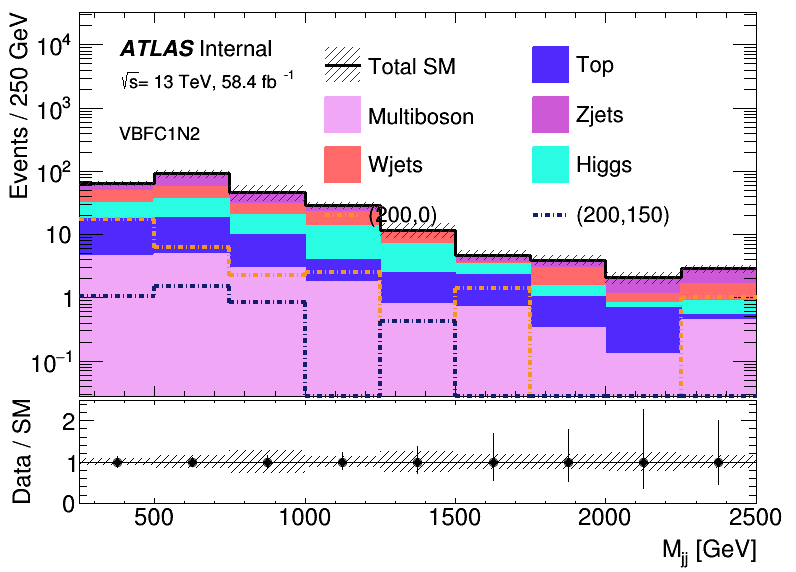 Events / 250 GeV
10⁴
10³
10²
10
1
10⁻¹
ATLAS Internal
√s= 13 TeV, 58.4 fb ⁻¹
VBFC1N2
Total SM
Top
Multiboson
Zjets
Wjets
Higgs
(200,0)
(200,150)
Data / SM
2
1
0
500 1000 1500 2000 2500
M_jj [GeV]